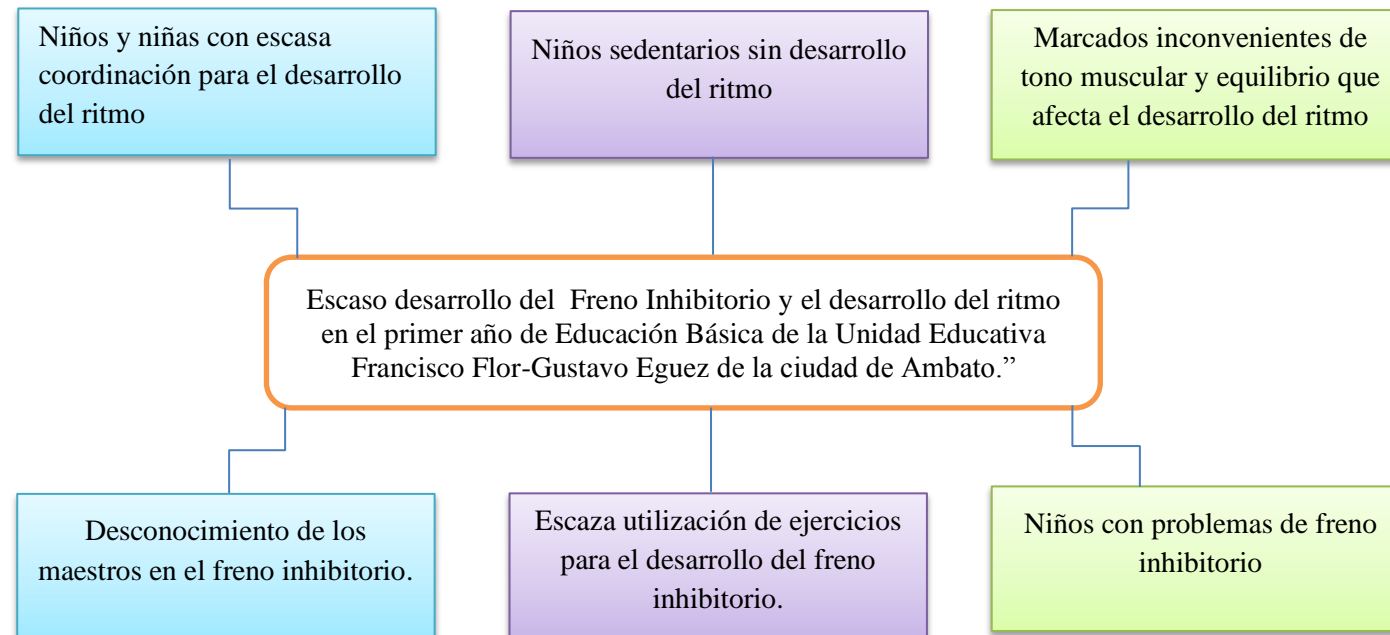 Niños y niñas con escasa
coordinación para el desarrollo
del ritmo
Niños sedentarios sin desarrollo
del ritmo
Marcados inconvenientes de
tono muscular y equilibrio que
afecta el desarrollo del ritmo
Escaso desarrollo del Freno Inhibitorio y el desarrollo del ritmo
en el primer año de Educación Básica de la Unidad Educativa
Francisco Flor-Gustavo Eguez de la ciudad de Ambato.”
Desconocimiento de los
maestros en el freno inhibitorio.
Escaza utilización de ejercicios
para el desarrollo del freno
inhibitorio.
Niños con problemas de freno
inhibitorio